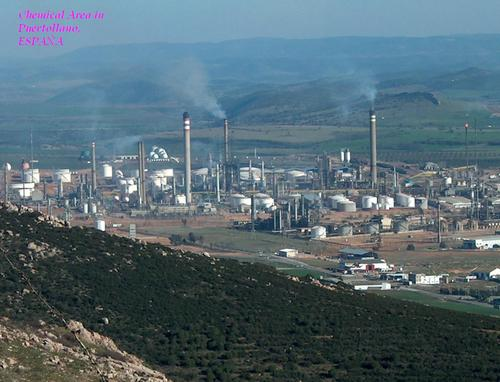 Chemical Area in
Puertollano,
ESPAÑA